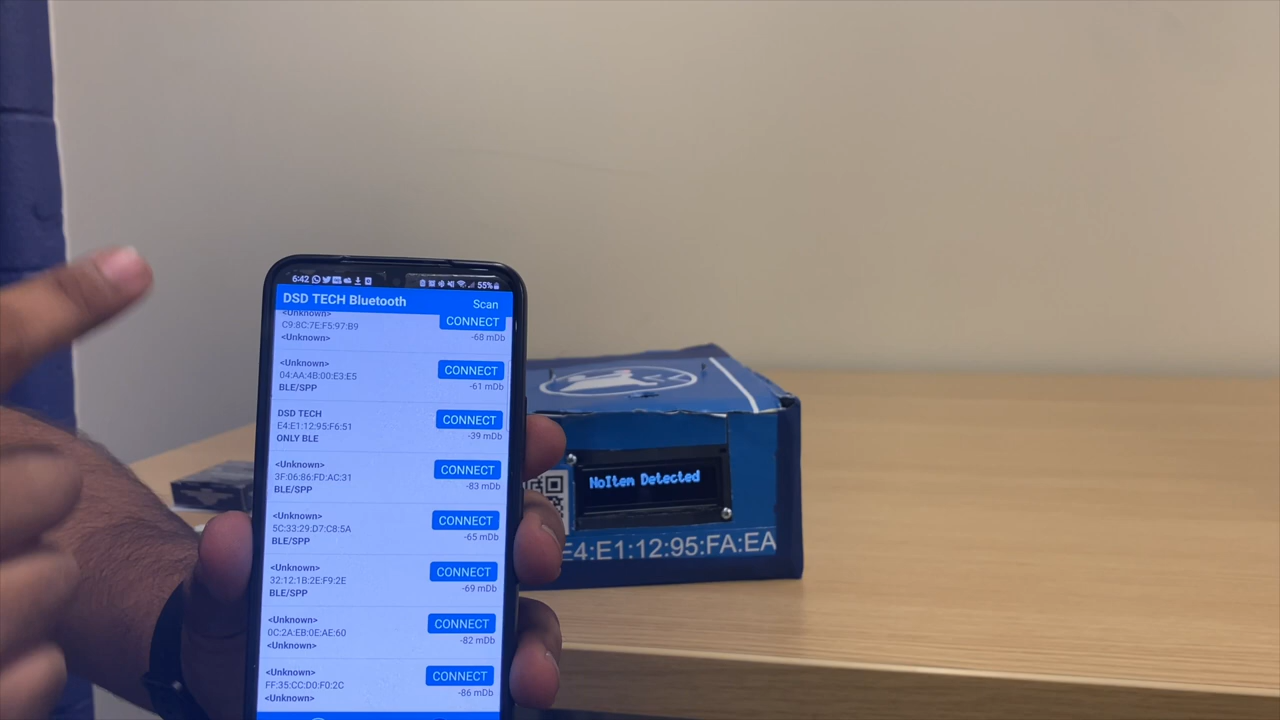 6:42
55%
DSD TECH Bluetooth
Scan
<Unknown>
CONNECT
C9:8C:7E:F5:97:B9
<Unknown>
-68 mDb
<Unknown>
CONNECT
04:AA:4B:00:E3:E5
BLE/SPP
-61 mDb
DSD TECH
CONNECT
E4:E1:12:95:F6:51
ONLY BLE
-39 mDb
<Unknown>
CONNECT
3F:06:86:FD:AC:31
BLE/SPP
-83 mDb
<Unknown>
CONNECT
5C:33:29:D7:C8:5A
BLE/SPP
-65 mDb
<Unknown>
CONNECT
32:12:1B:2E:F9:2E
BLE/SPP
-69 mDb
<Unknown>
CONNECT
0C:2A:EB:0E:AE:60
<Unknown>
-82 mDb
<Unknown>
CONNECT
FF:35:CC:D0:F0:2C
<Unknown>
-86 mDb
NoItem Detected
E4:E1:12:95:FA:EA